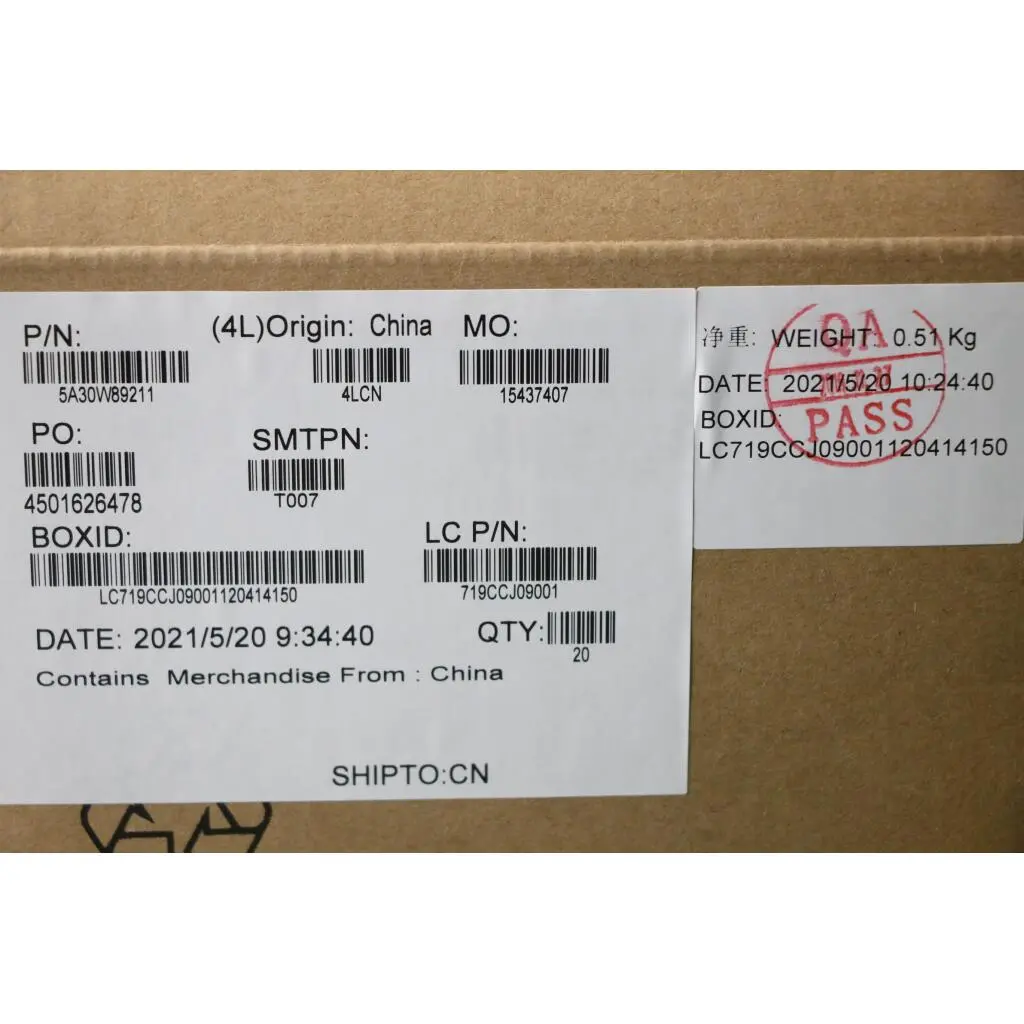 P/N:
5A30W89211
(4L)Origin: China
4LCN
MO:
15437407
PO:
4501626478
SMTPN:
T007
BOXID:
LC719CCJ09001120414150
LC P/N:
719CCJ09001
DATE: 2021/5/20 9:34:40
QTY:
20
Contains Merchandise From : China
SHIPTO:CN
净重: WEIGHT: 0.51 Kg
DATE: 2021/5/20 10:24:40
BOXID:
LC719CCJ09001120414150
QA
PASS